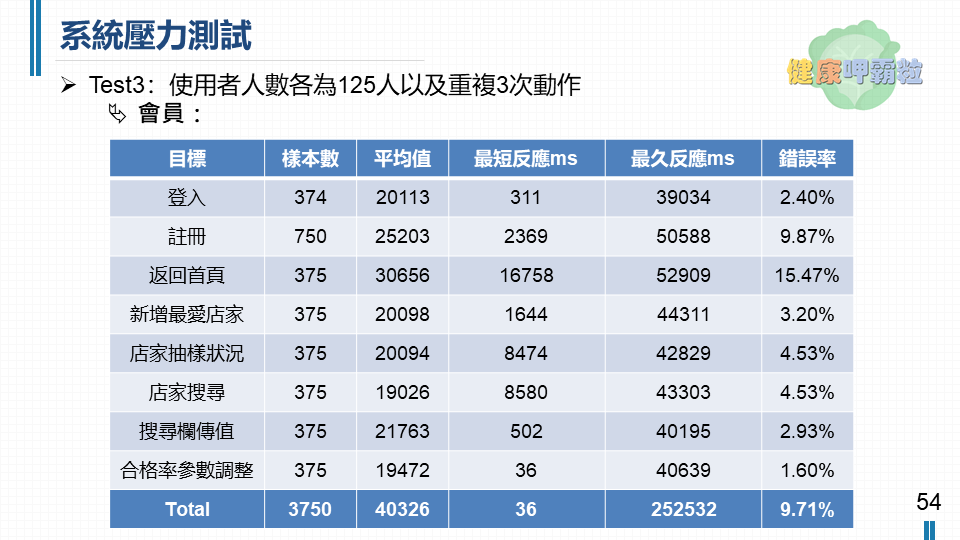 系統壓力測試
健康呷霸粒
➢ Test3：使用者人數各為125人以及重複3次動作
會員：
目標 樣本數 平均值 最短反應ms 最久反應ms 錯誤率
登入 374 20113 311 39034 2.40%
註冊 750 25203 2369 50588 9.87%
返回首頁 375 30656 16758 52909 15.47%
新增最愛店家 375 20098 1644 44311 3.20%
店家抽樣狀況 375 20094 8474 42829 4.53%
店家搜尋 375 19026 8580 43303 4.53%
搜尋欄傳值 375 21763 502 40195 2.93%
合格率參數調整 375 19472 36 40639 1.60%
Total 3750 40326 36 252532 9.71%
54